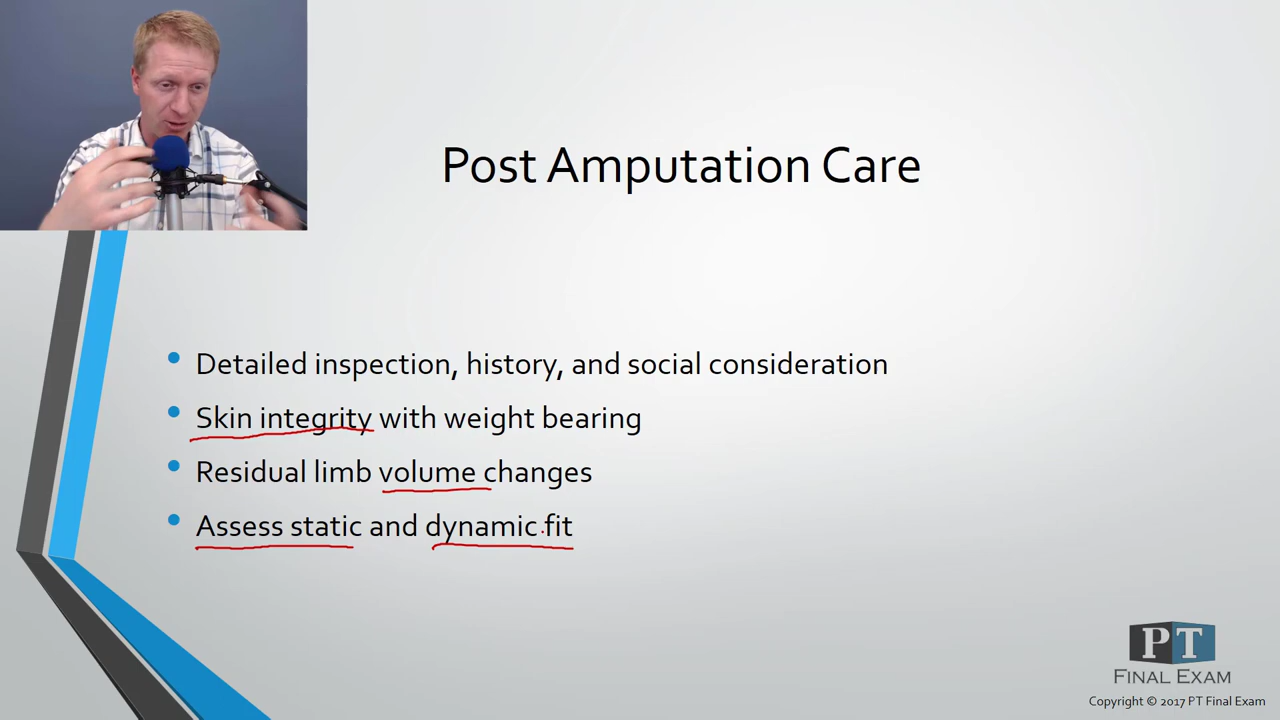 Post Amputation Care
Detailed inspection, history, and social consideration
Skin integrity with weight bearing
Residual limb volume changes
Assess static and dynamic fit
PT
FINAL EXAM
Copyright © 2017 PT Final Exam